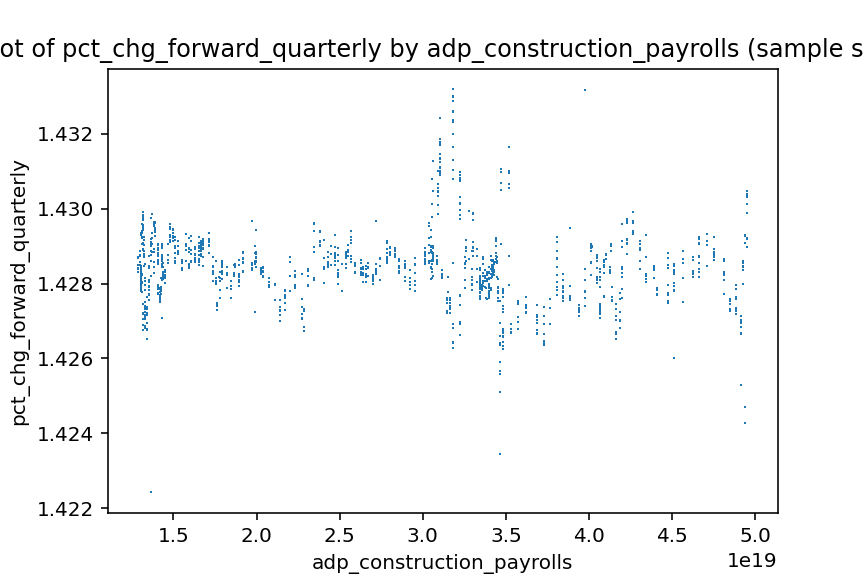 ot of pct_chg_forward_quarterly by adp_construction_payrolls (sample s
1.432
1.430
1.428
1.426
1.424
1.422
pct_chg_forward_quarterly
1.5 2.0 2.5 3.0 3.5 4.0 4.5 5.0
adp_construction_payrolls 1e19